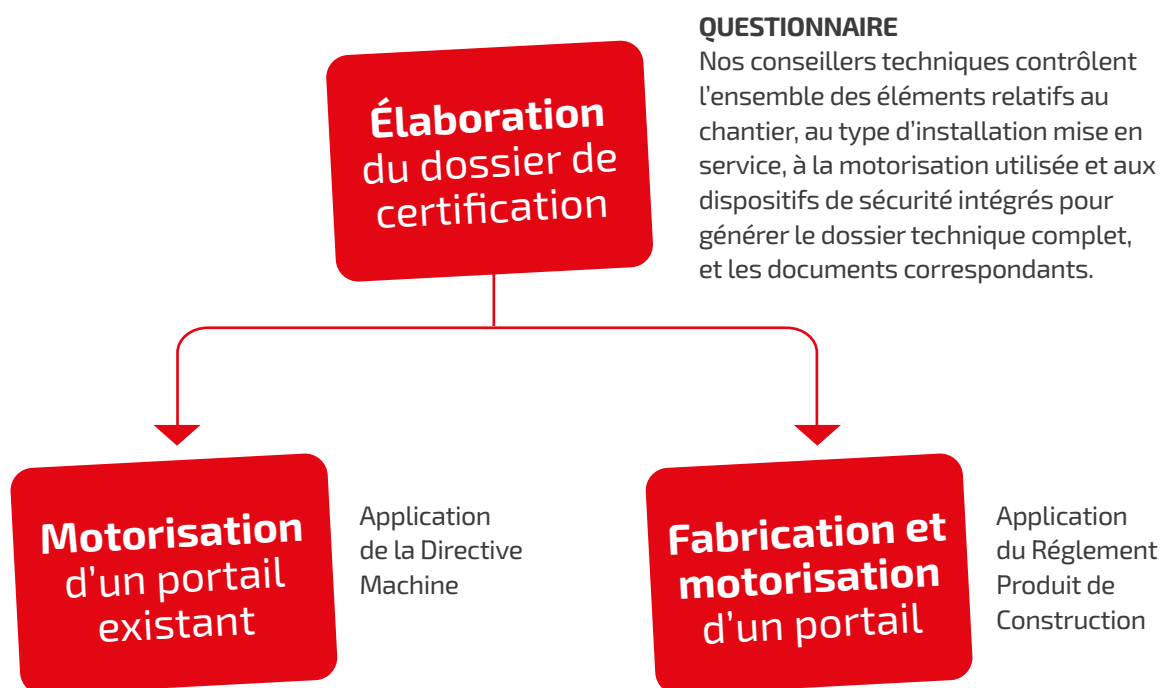 QUESTIONNAIRE
Nos conseillers techniques contrôlent
l'ensemble des éléments relatifs au
chantier, au type d'installation mise en
service, à la motorisation utilisée et aux
dispositifs de sécurité intégrés pour
générer le dossier technique complet,
et les documents correspondants.
Élaboration
du dossier de
certification
Motorisation
d'un portail
existant
Application
de la Directive
Machine
Fabrication et
motorisation
d'un portail
Application
du Réglement
Produit de
Construction